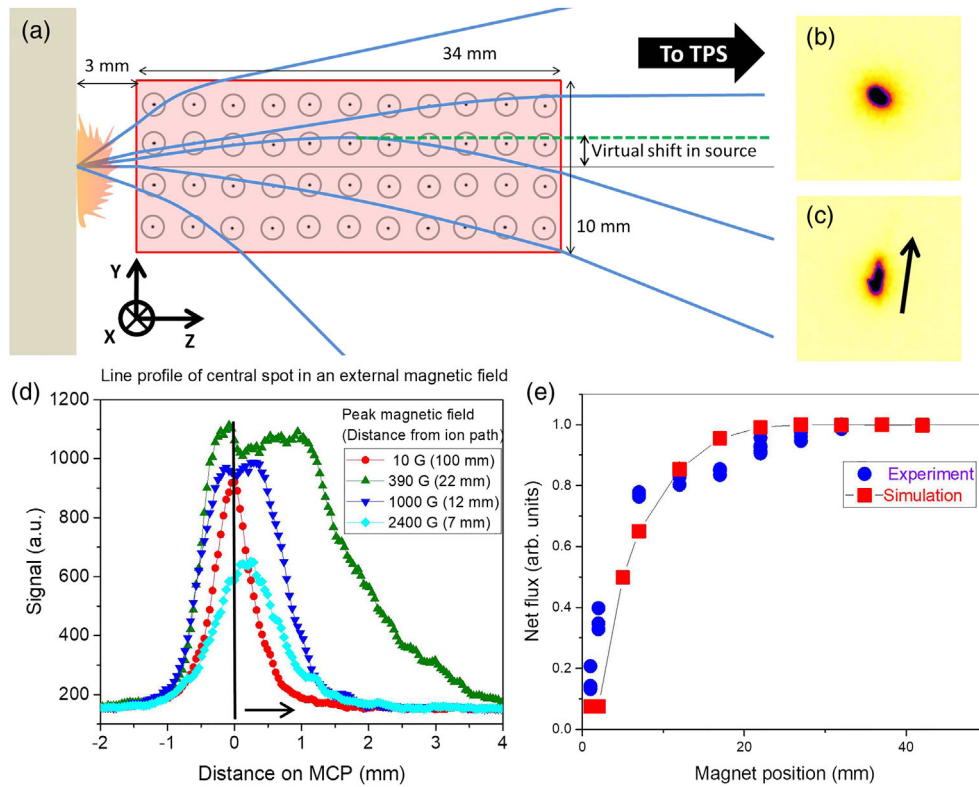 (a)
3 mm
34 mm
To TPS
Virtual shift in source
10 mm
Y
X
Z
(b)
(c)
(d)
Line profile of central spot in an external magnetic field
Peak magnetic field
(Distance from ion path)
10 G (100 mm)
390 G (22 mm)
1000 G (12 mm)
2400 G (7 mm)
Signal (a.u.)
1200
1000
800
600
400
200
-2
-1
0
1
2
3
4
Distance on MCP (mm)
(e)
Net flux (arb. units)
1.0
0.8
0.6
0.4
0.2
0.0
Experiment
Simulation
0
20
40
Magnet position (mm)